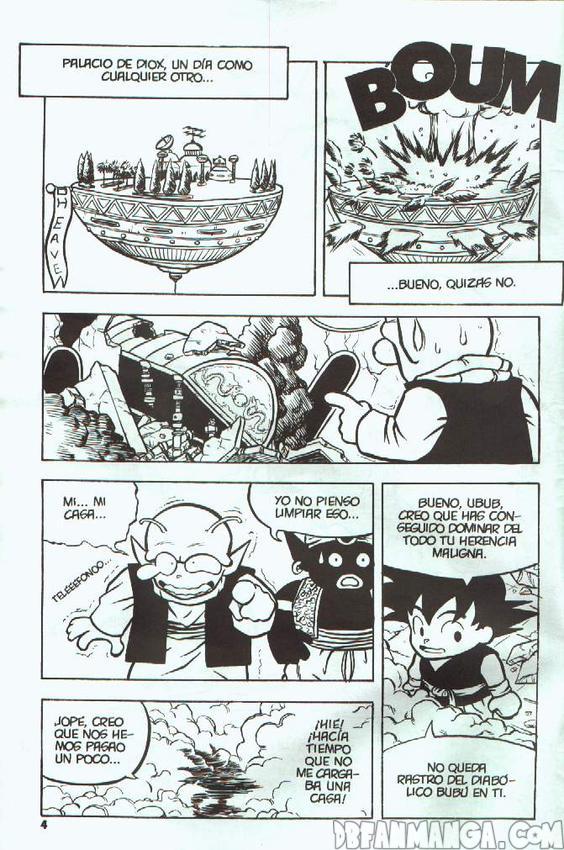 PALACIO DE DIOX, UN DÍA COMO
CUALQUIER OTRO...
BOUM
HEAVEN
...BUENO, QUIZÁS NO.
MI... MI
CASA...
TELÉEEEFONOO...
YO NO PIENSO
LIMPIAR ESO...
BUENO, UBUB,
CREO QUE HAS CON-
SEGUIDO DOMINAR DEL
TODO TU HERENCIA
MALIGNA.
NO QUEDA
RASTRO DEL DIABÓ-
LICO BUBÚ EN TI.
JOPE, CREO
QUE NOS HE-
MOS PASAO
UN POCO...
¡HIE!
¡HACÍA
TIEMPO QUE NO
ME CARGA-
BA UNA
CASA!
4
DBFANMANGA.COM